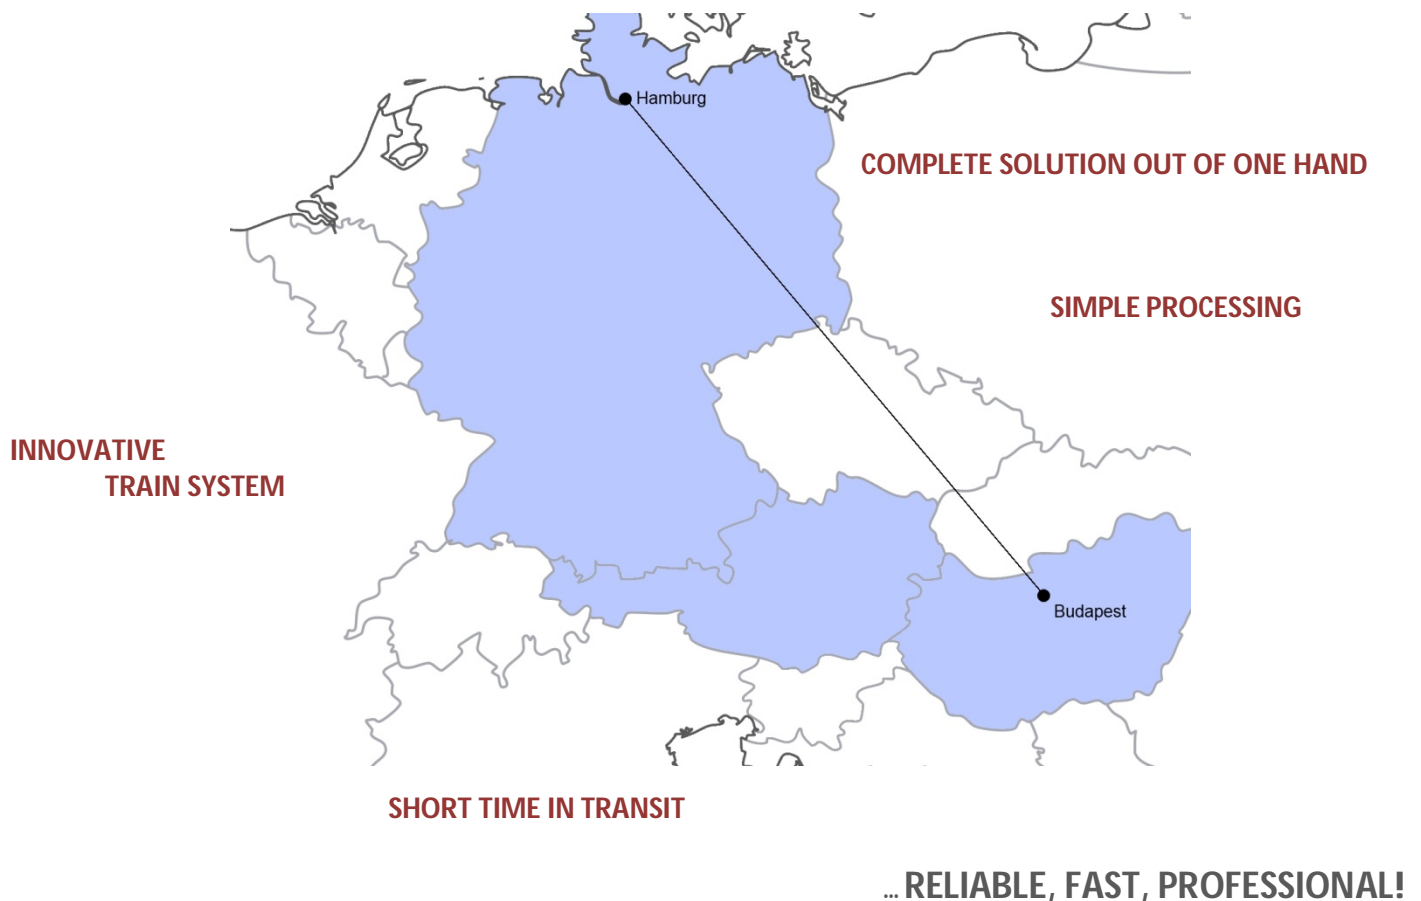 Hamburg
COMPLETE SOLUTION OUT OF ONE HAND
SIMPLE PROCESSING
INNOVATIVE
TRAIN SYSTEM
Budapest
SHORT TIME IN TRANSIT
... RELIABLE, FAST, PROFESSIONAL!